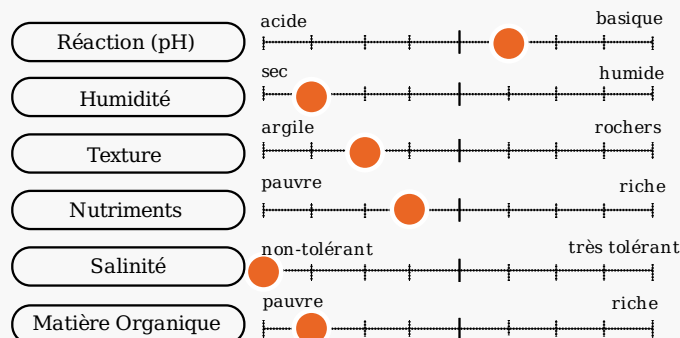 Réaction (pH)
acide
basique
Humidité
sec
humide
Texture
argile
rochers
Nutriments
pauvre
riche
Salinité
non-tolérant
très tolérant
Matière Organique
pauvre
riche